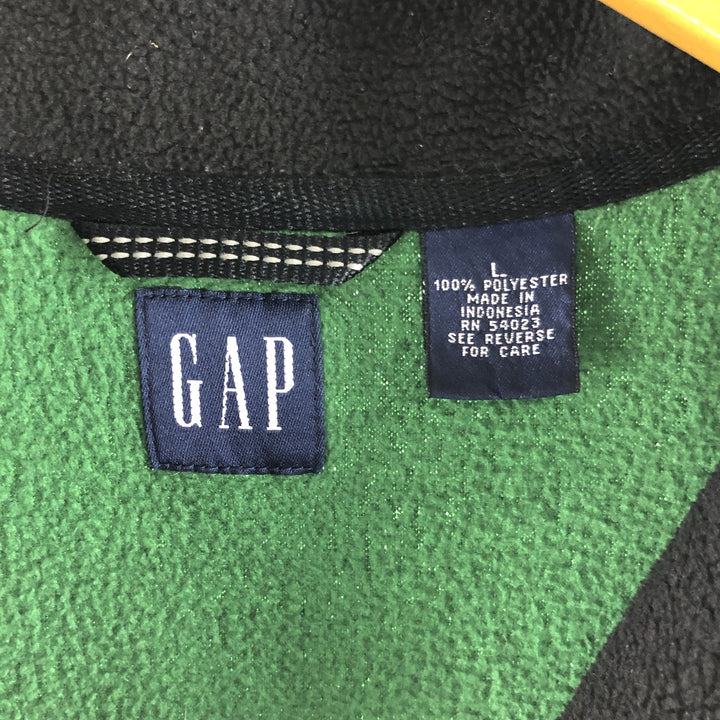 GAP
L
100% POLYESTER
MADE IN
INDONESIA
RN 54023
SEE REVERSE
FOR CARE